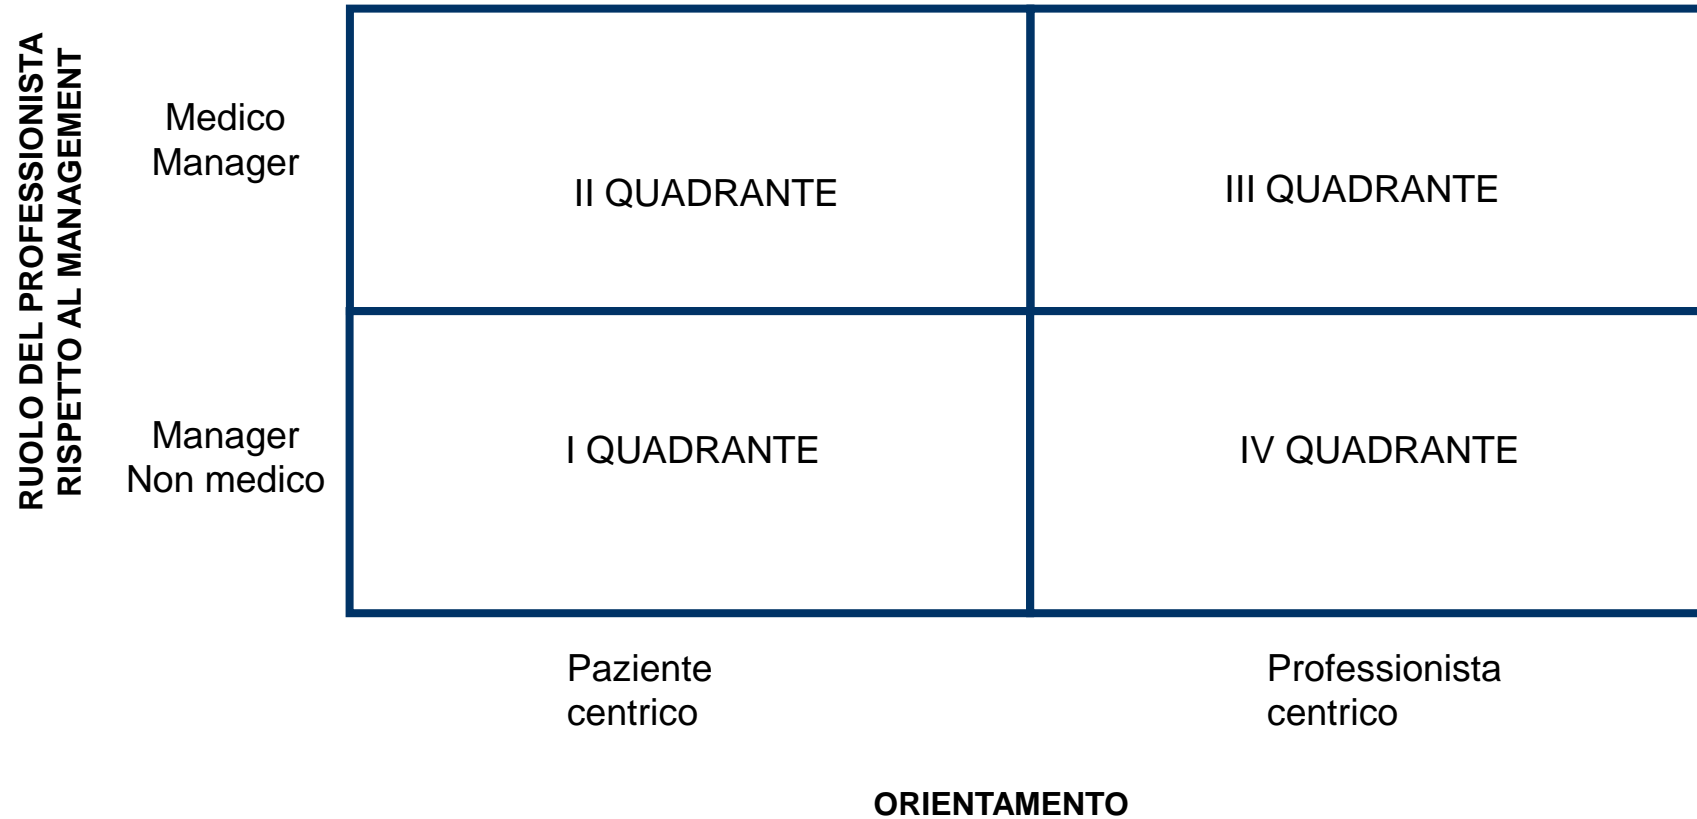 RUOLO DEL PROFESSIONISTA
RISPETTO AL MANAGEMENT
Medico
Manager
II QUADRANTE
III QUADRANTE
Manager
Non medico
I QUADRANTE
IV QUADRANTE
Paziente
centrico
Professionista
centrico
ORIENTAMENTO